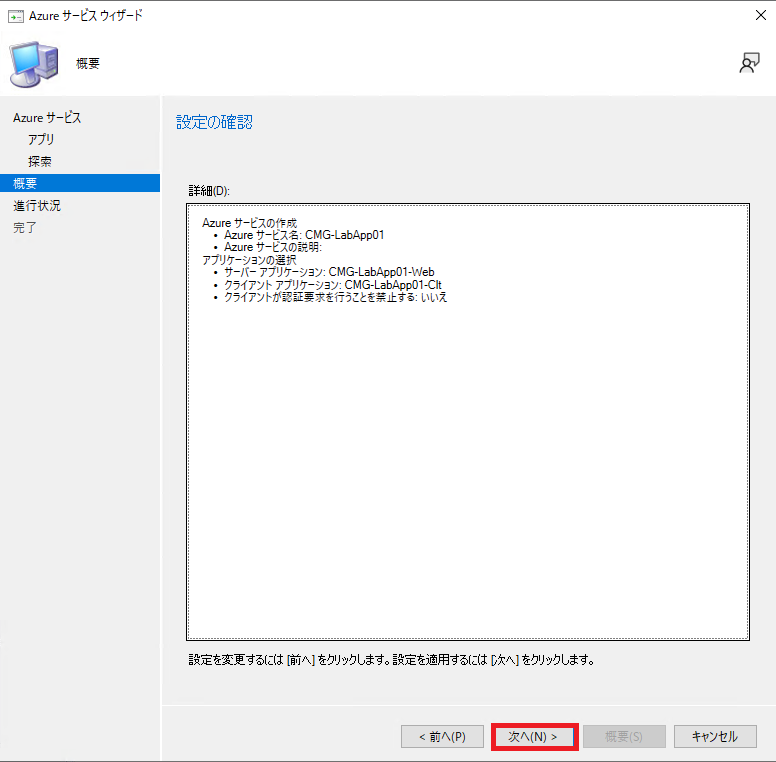 Azure サービス ウィザード
概要
Azure サービス
アプリ
探索
概要
進行状況
完了
設定の確認
詳細(D):
Azure サービスの作成
• Azure サービス名: CMG-LabApp01
• Azure サービスの説明:
アプリケーションの選択
• サーバー アプリケーション: CMG-LabApp01-Web
• クライアント アプリケーション: CMG-LabApp01-Clt
• クライアントが認証要求を行うことを禁止する: いいえ
設定を変更するには [前へ] をクリックします。設定を適用するには [次へ] をクリックします。
< 前へ(P)
次へ(N) >
概要(S)
キャンセル